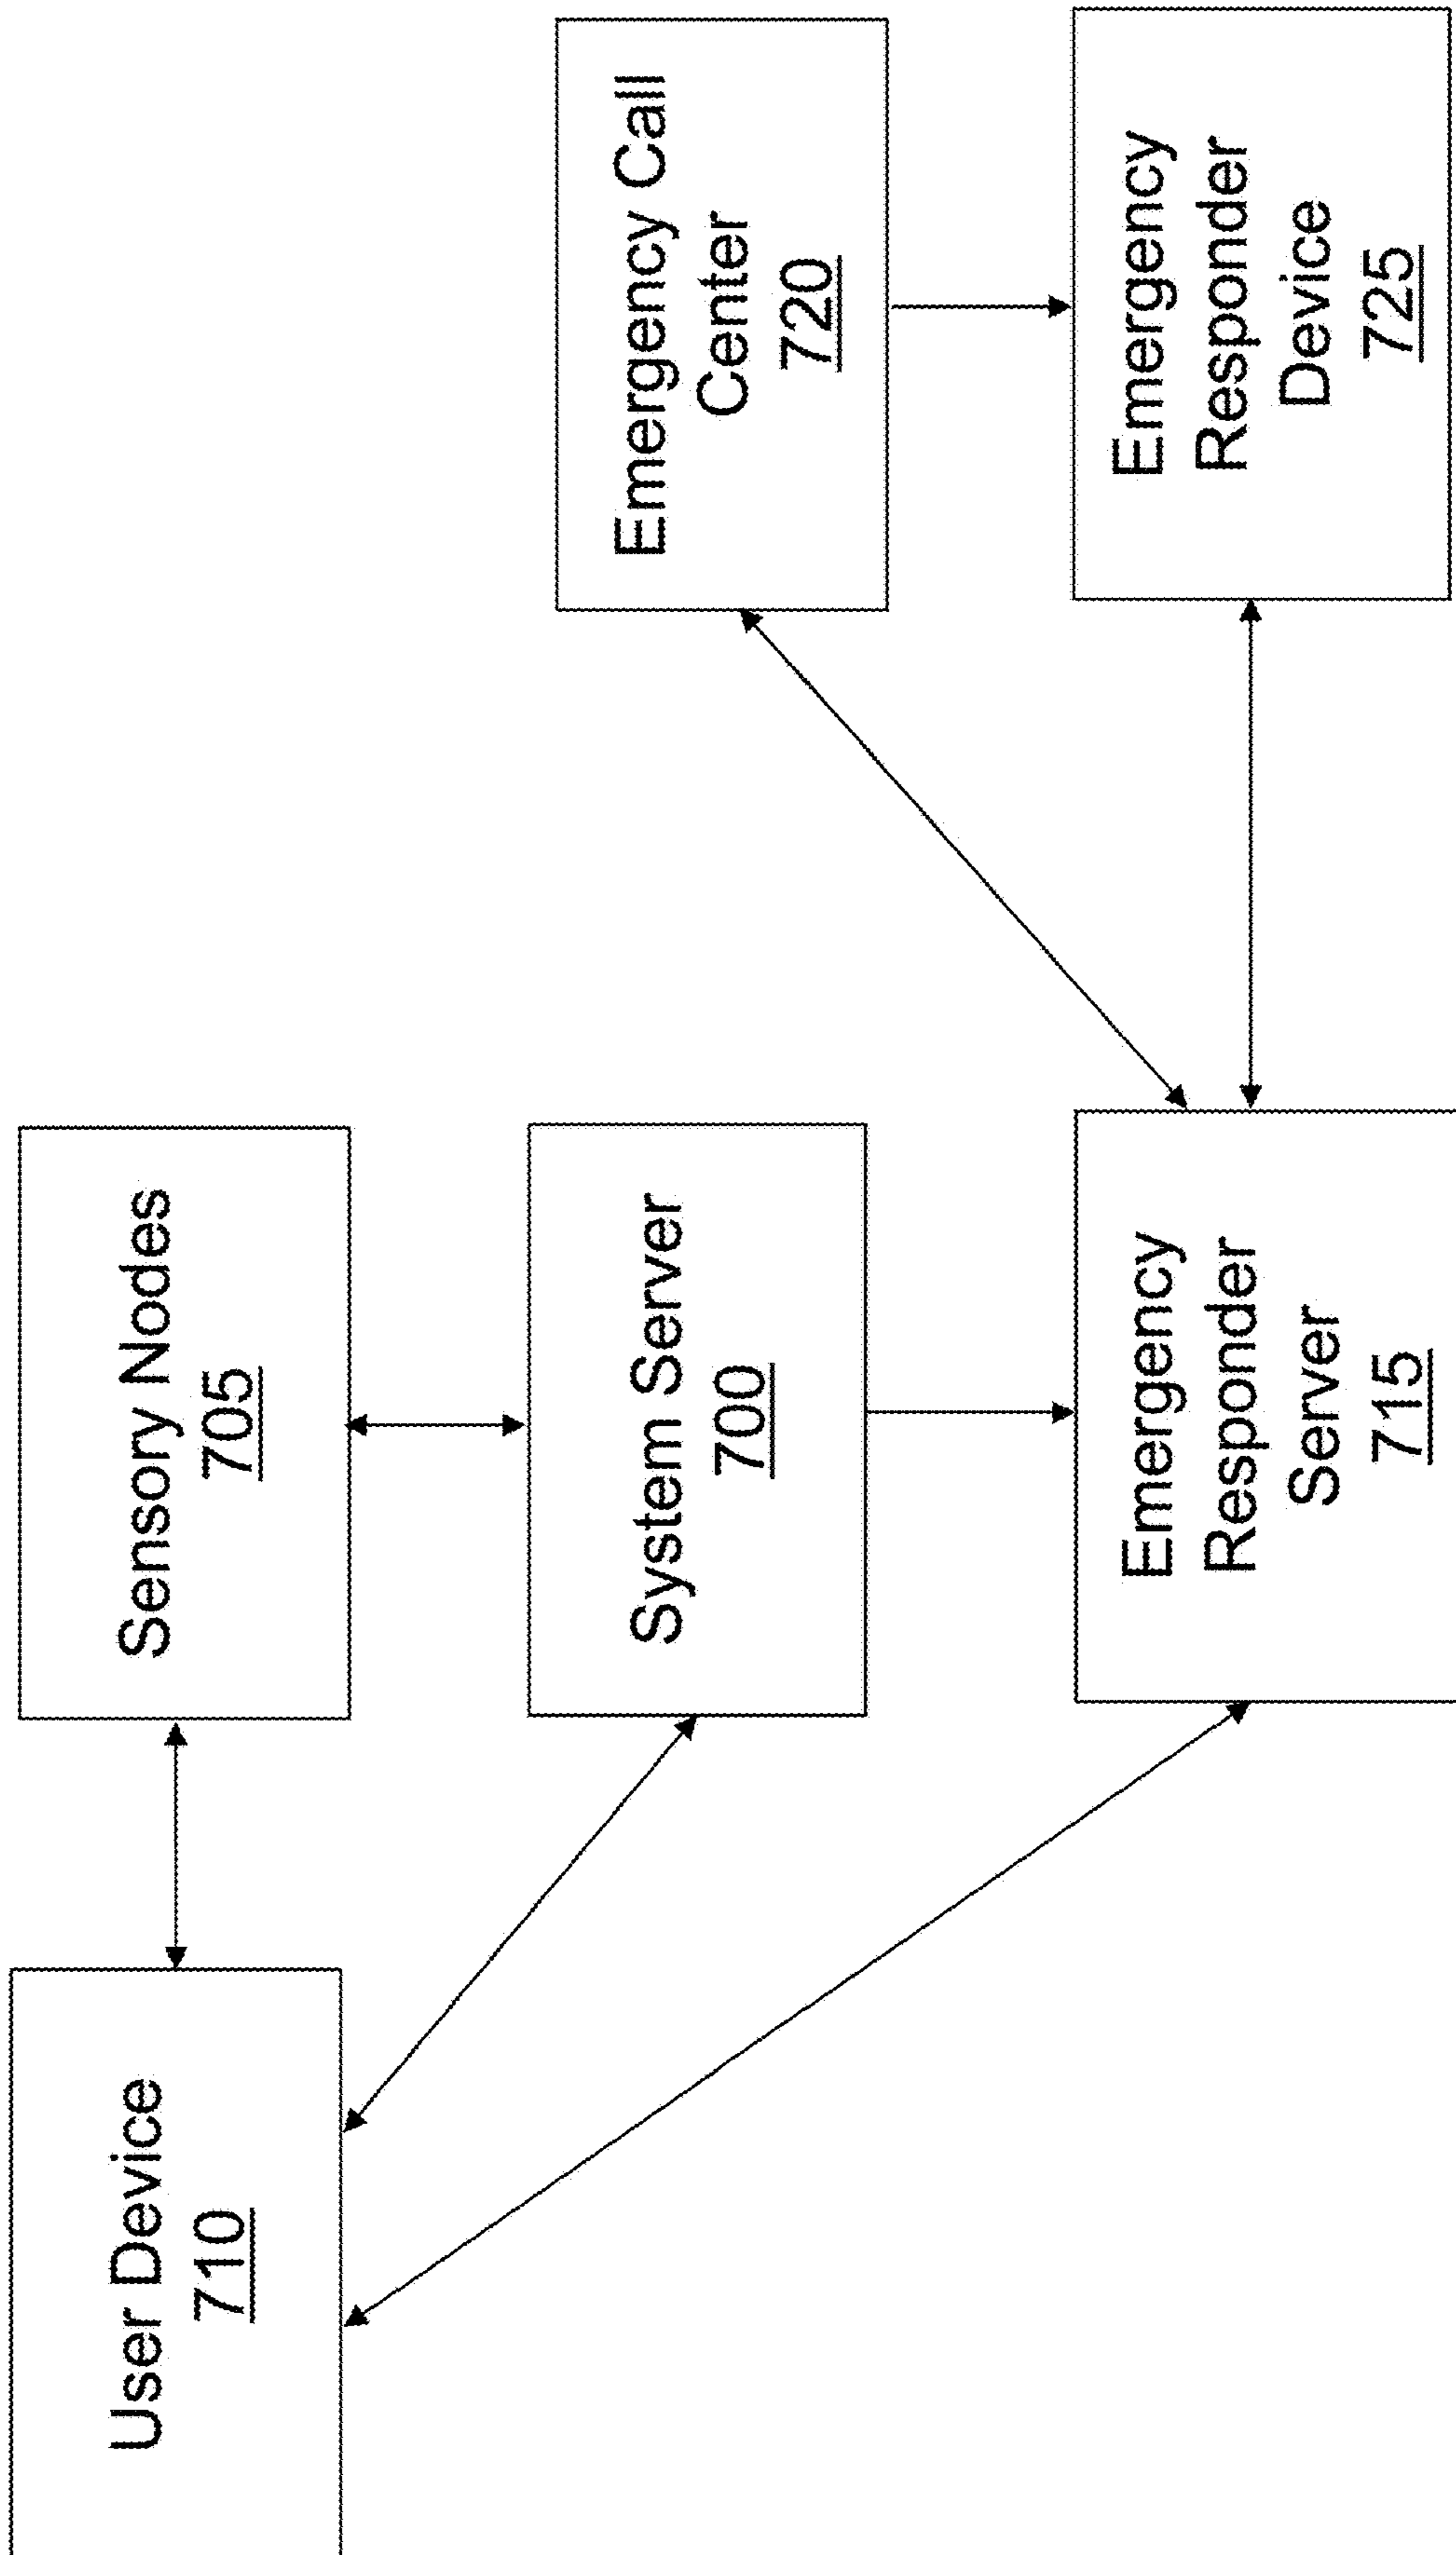 User Device
710
Sensory Nodes
705
System Server
700
Emergency
Responder
Server
715
Emergency Call
Center
720
Emergency
Responder
Device
725